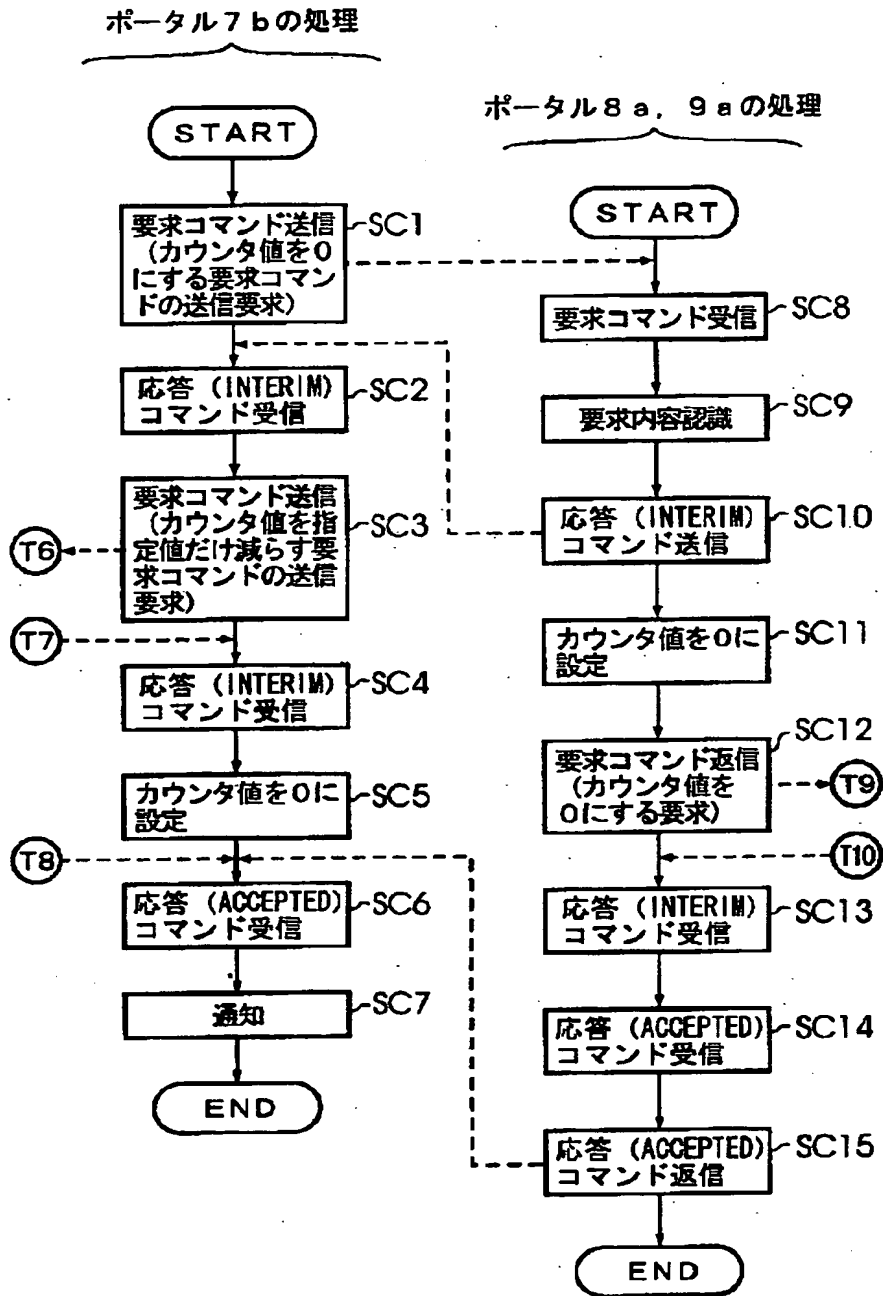 ポータル7bの処理
START
要求コマンド送信
(カウンタ値を0
にする要求コマン
ドの送信要求)
SC1
応答 (INTERIM)
コマンド受信
SC2
要求コマンド送信
(カウンタ値を指
定値だけ減らす要
求コマンドの送信
要求)
SC3
T6
T7
応答 (INTERIM)
コマンド受信
SC4
カウンタ値を0に
設定
SC5
T8
応答 (ACCEPTED)
コマンド受信
SC6
通知
SC7
END
ポータル8a, 9aの処理
START
要求コマンド受信
SC8
要求内容認識
SC9
応答 (INTERIM)
コマンド送信
SC10
カウンタ値を0に
設定
SC11
要求コマンド返信
(カウンタ値を
0にする要求)
SC12
T9
T10
応答 (INTERIM)
コマンド受信
SC13
応答 (ACCEPTED)
コマンド受信
SC14
応答 (ACCEPTED)
コマンド返信
SC15
END